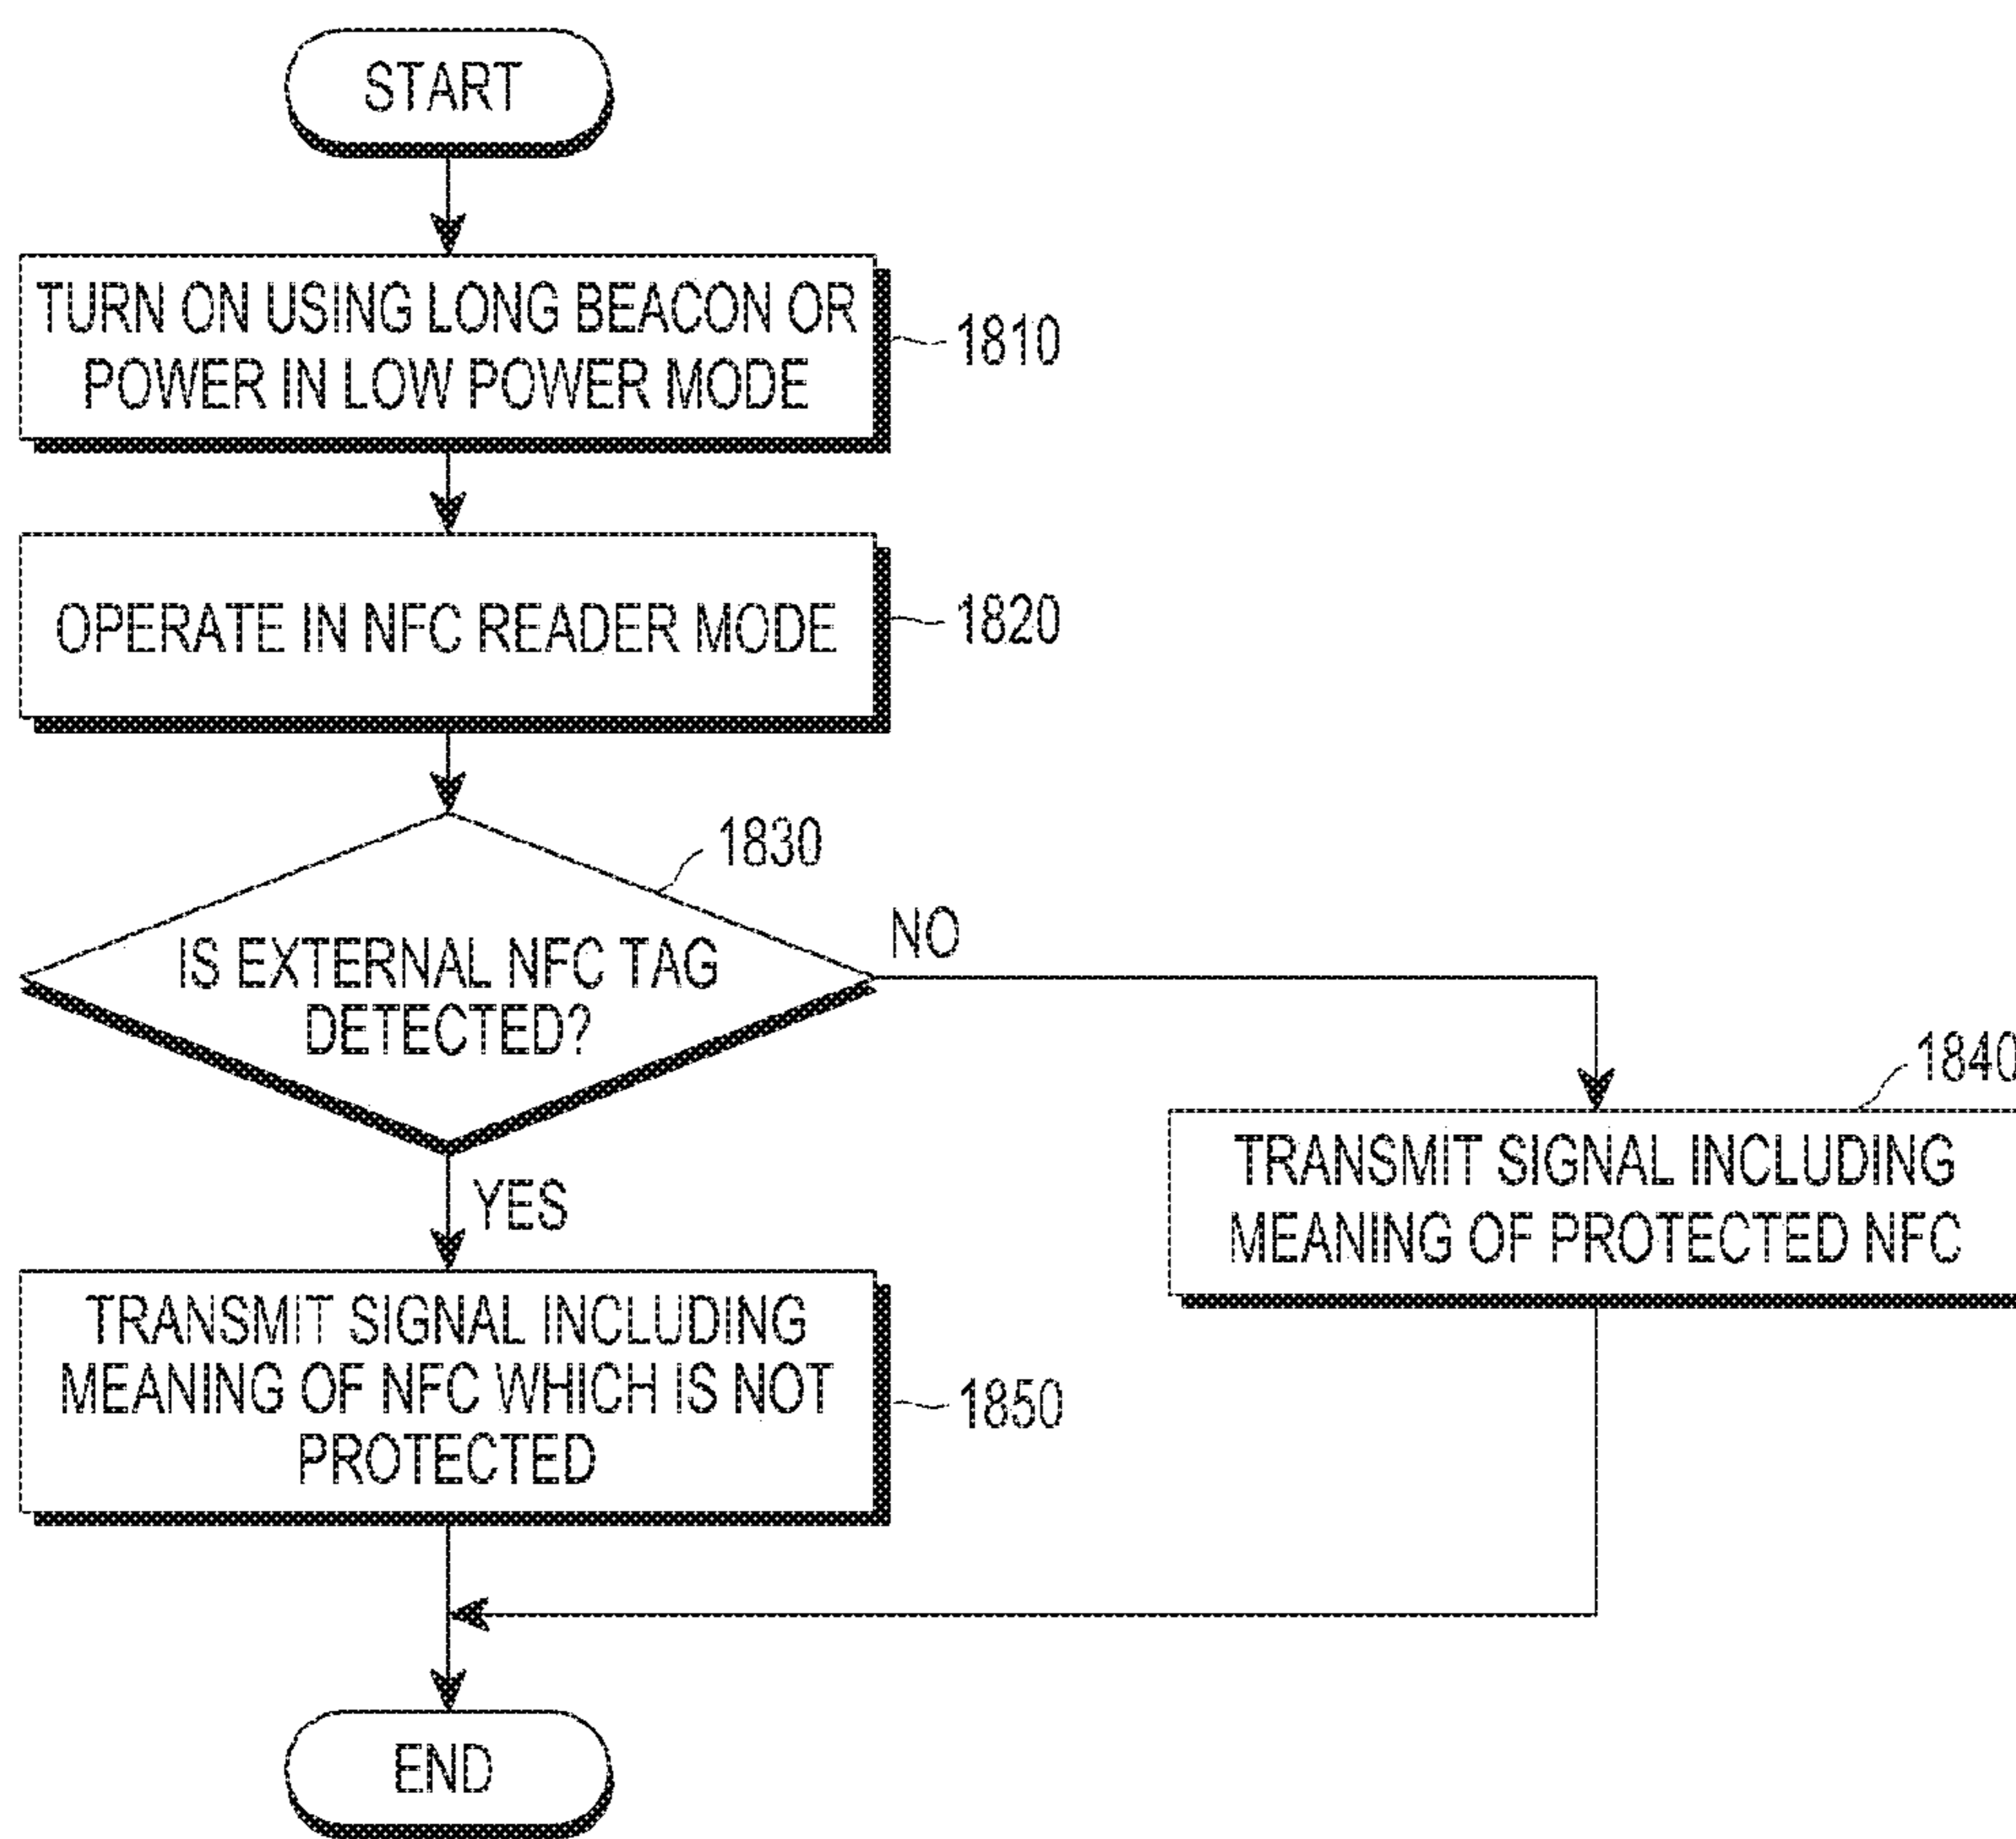 START
TURN ON USING LONG BEACON OR
POWER IN LOW POWER MODE
1810
OPERATE IN NFC READER MODE
1820
1830
IS EXTERNAL NFC TAG
DETECTED?
NO
YES
1840
TRANSMIT SIGNAL INCLUDING
MEANING OF PROTECTED NFC
TRANSMIT SIGNAL INCLUDING
MEANING OF NFC WHICH IS NOT
PROTECTED
1850
END